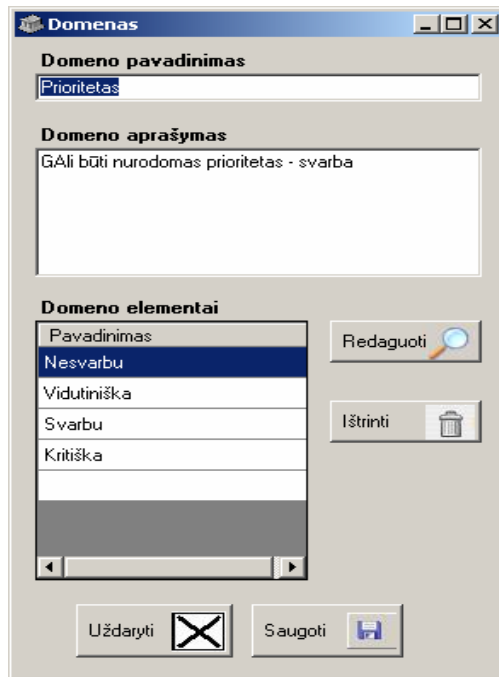 Domenas
Domeno pavadinimas
Prioritetas
Domeno aprašymas
GAli būti nurodomas prioritetas - svarba
Domeno elementai
Pavadinimas
Redaguoti
Nesvarbu
Vidutiniška
Svarbu
Ištrinti
Kritiška
Uždaryti
Saugoti